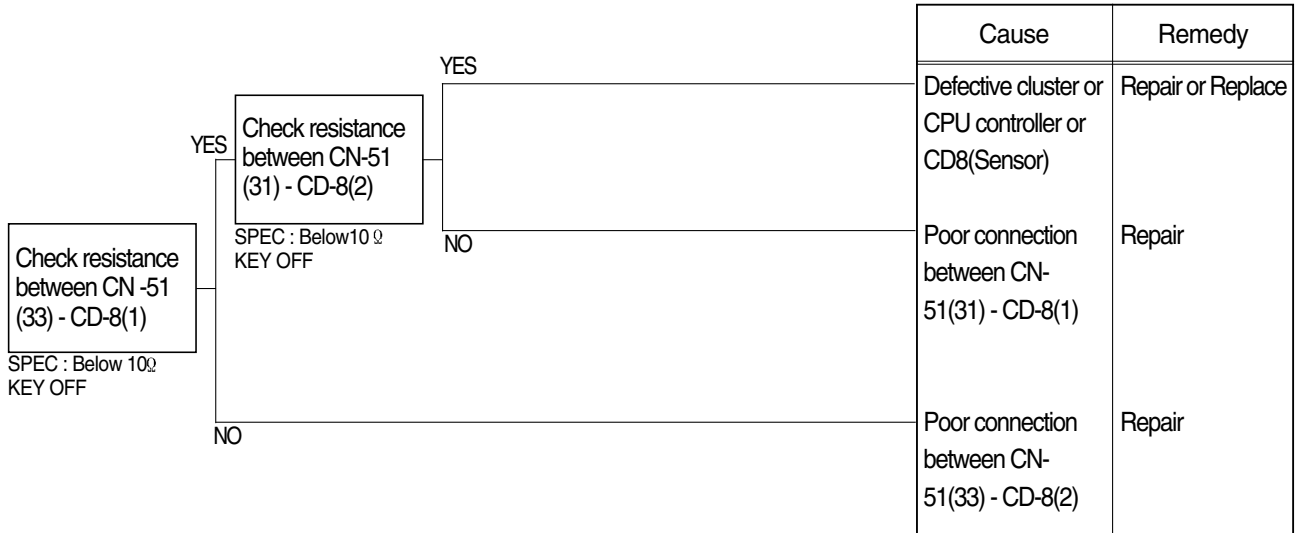 Cause
Remedy
YES
Defective cluster or
CPU controller or
CD8(Sensor)
Repair or Replace
YES
Check resistance
between CN-51
(31) - CD-8(2)
SPEC : Below10 Ω
KEY OFF
NO
Poor connection
between CN-
51(31) - CD-8(1)
Repair
Check resistance
between CN -51
(33) - CD-8(1)
SPEC : Below 10Ω
KEY OFF
NO
Poor connection
between CN-
51(33) - CD-8(2)
Repair